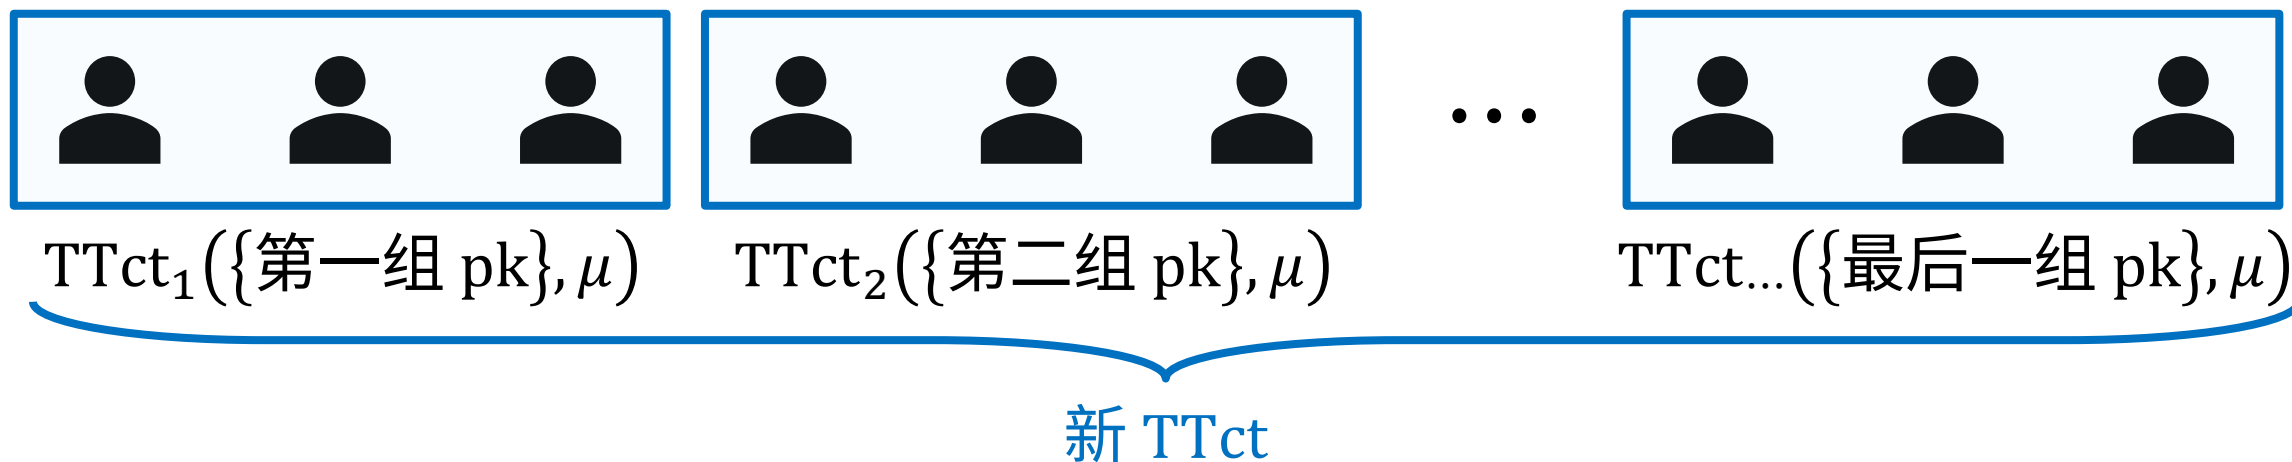 …
TTct₁({第一组 pk}, μ) TTct₂({第二组 pk}, μ) TTct…({最后一组 pk}, μ)
新 TTct